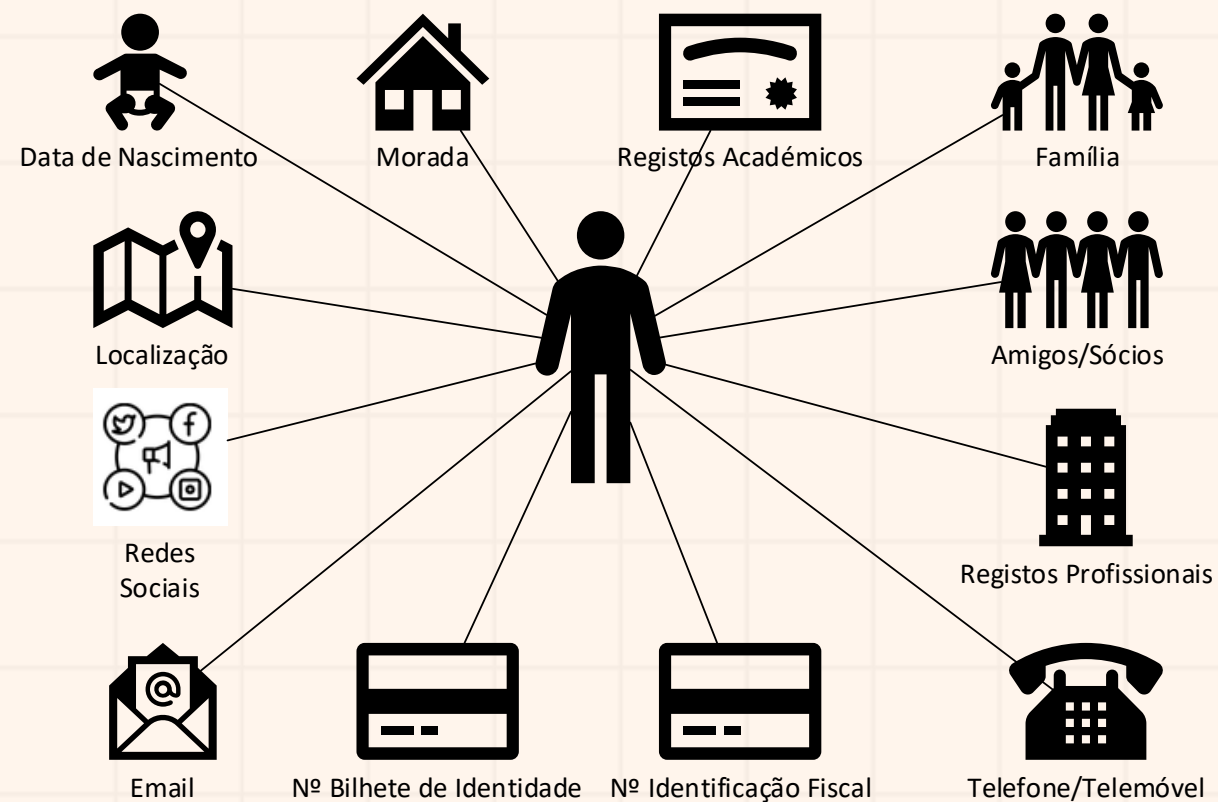 Data de Nascimento
Morada
Registos Académicos
Família
Localização
Amigos/Sócios
Redes
Sociais
Registos Profissionais
@
Email
Nº Bilhete de Identidade
Nº Identificação Fiscal
Telefone/Telemóvel